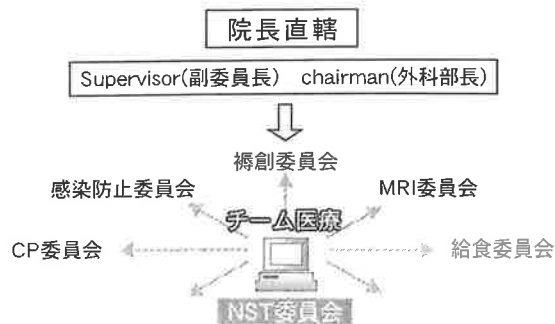 院長直轄
Supervisor(副委員長) chairman(外科部長)
褥創委員会
感染防止委員会
MRI委員会
チーム医療
CP委員会
給食委員会
NST委員会